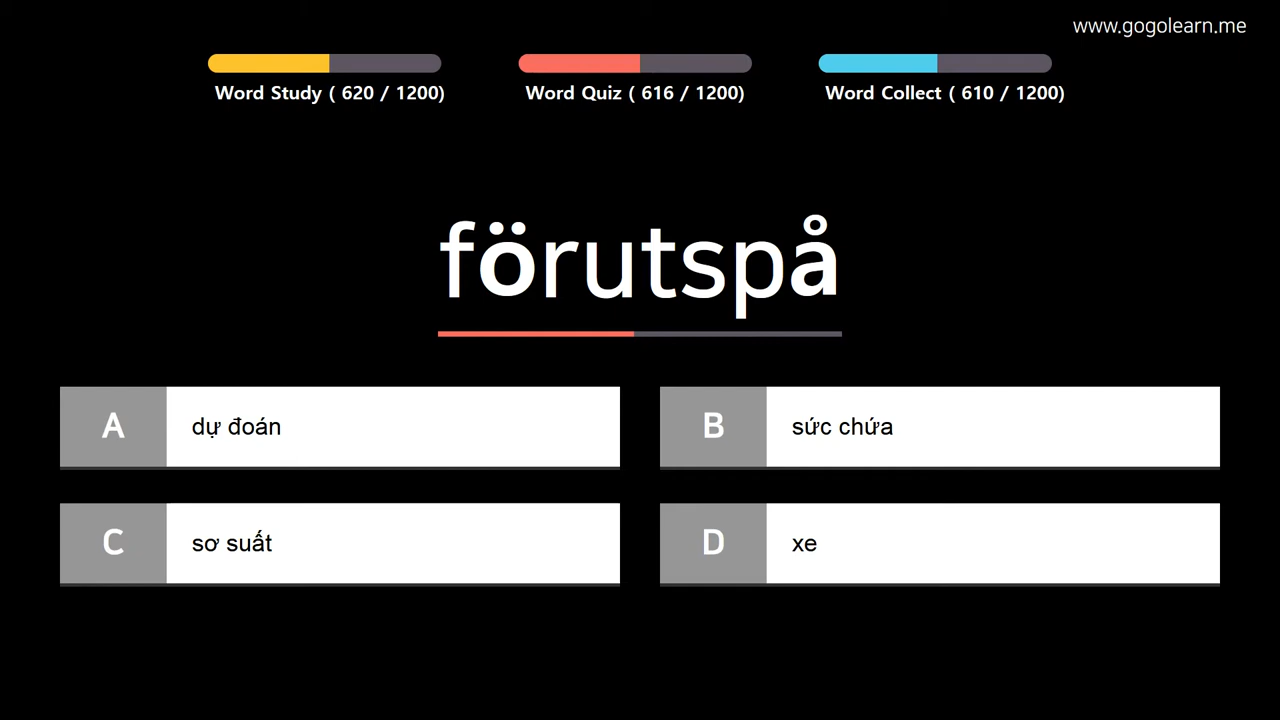 www.gogolearn.me
Word Study ( 620 / 1200)
Word Quiz ( 616 / 1200)
Word Collect ( 610 / 1200)
förutspå
A dự đoán
B sức chứa
C sơ suất
D xe